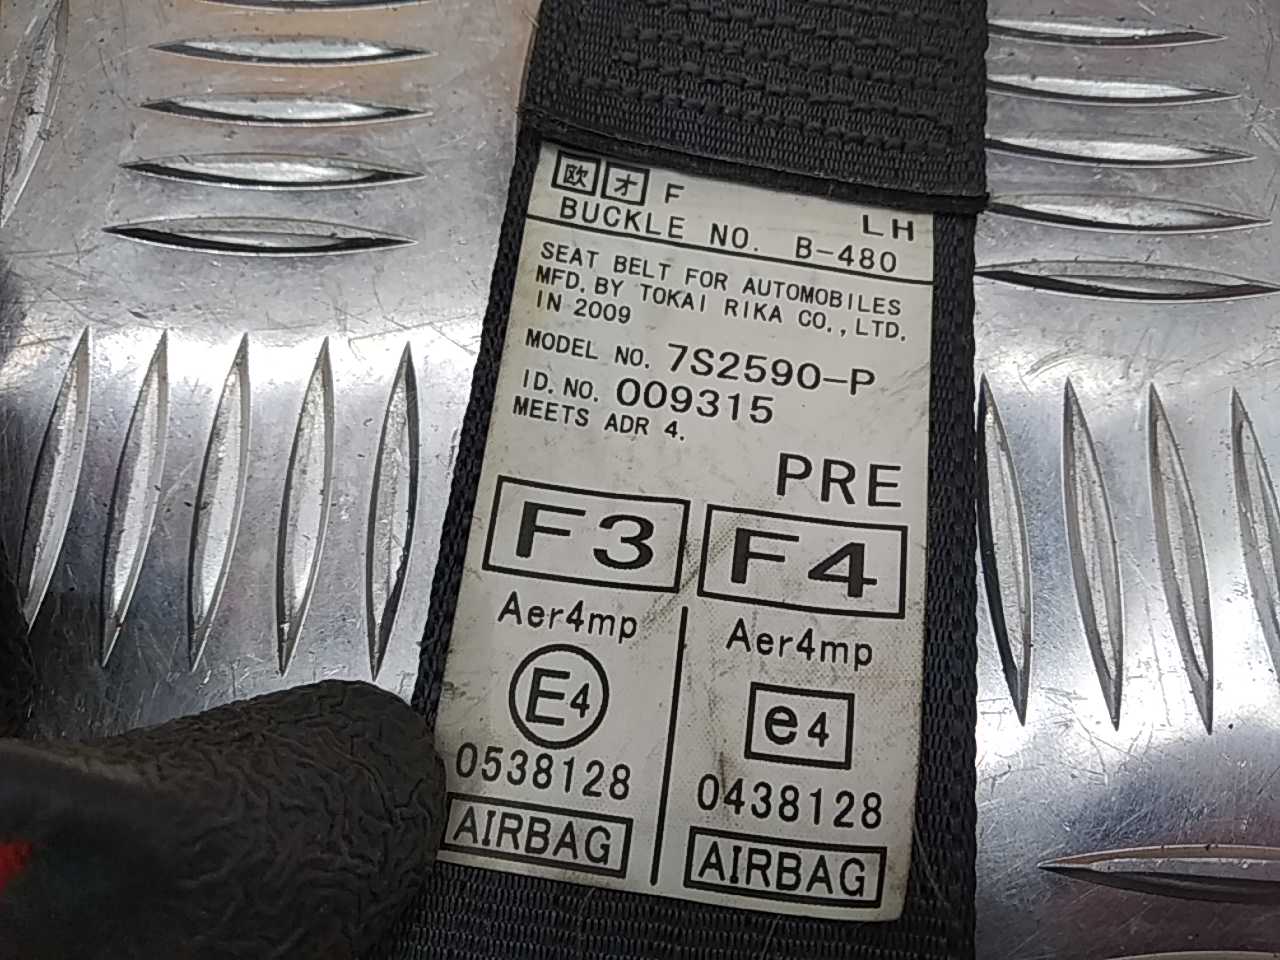 欧 オ F LH
BUCKLE NO. B-480
SEAT BELT FOR AUTOMOBILES
MFD. BY TOKAI RIKA CO., LTD.
IN 2009
MODEL NO. 7S2590-P
ID. NO. 009315
MEETS ADR 4.
PRE
F3 F4
Aer4mp Aer4mp
E4 e4
0538128 0438128
AIRBAG AIRBAG